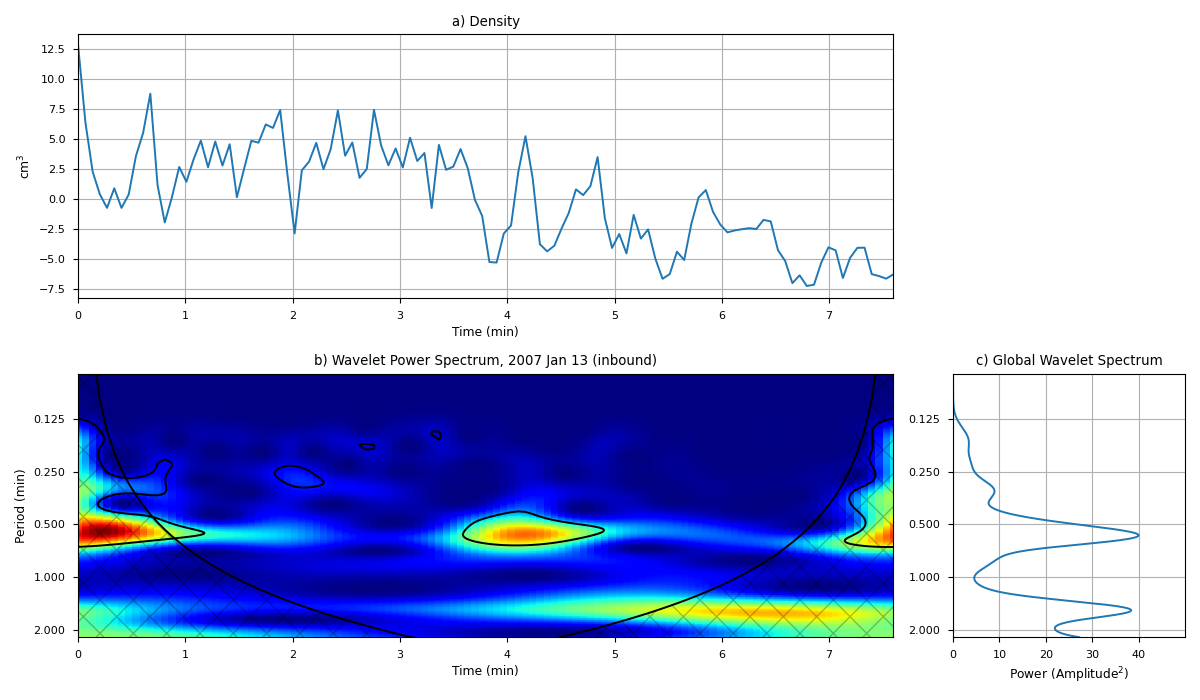 a) Density
12.5
10.0
7.5
5.0
2.5
0.0
−2.5
−5.0
−7.5
cm³
0 1 2 3 4 5 6 7
Time (min)
b) Wavelet Power Spectrum, 2007 Jan 13 (inbound)
0.125
0.250
0.500
1.000
2.000
Period (min)
0 1 2 3 4 5 6 7
Time (min)
c) Global Wavelet Spectrum
0.125
0.250
0.500
1.000
2.000
0 10 20 30 40
Power (Amplitude²)